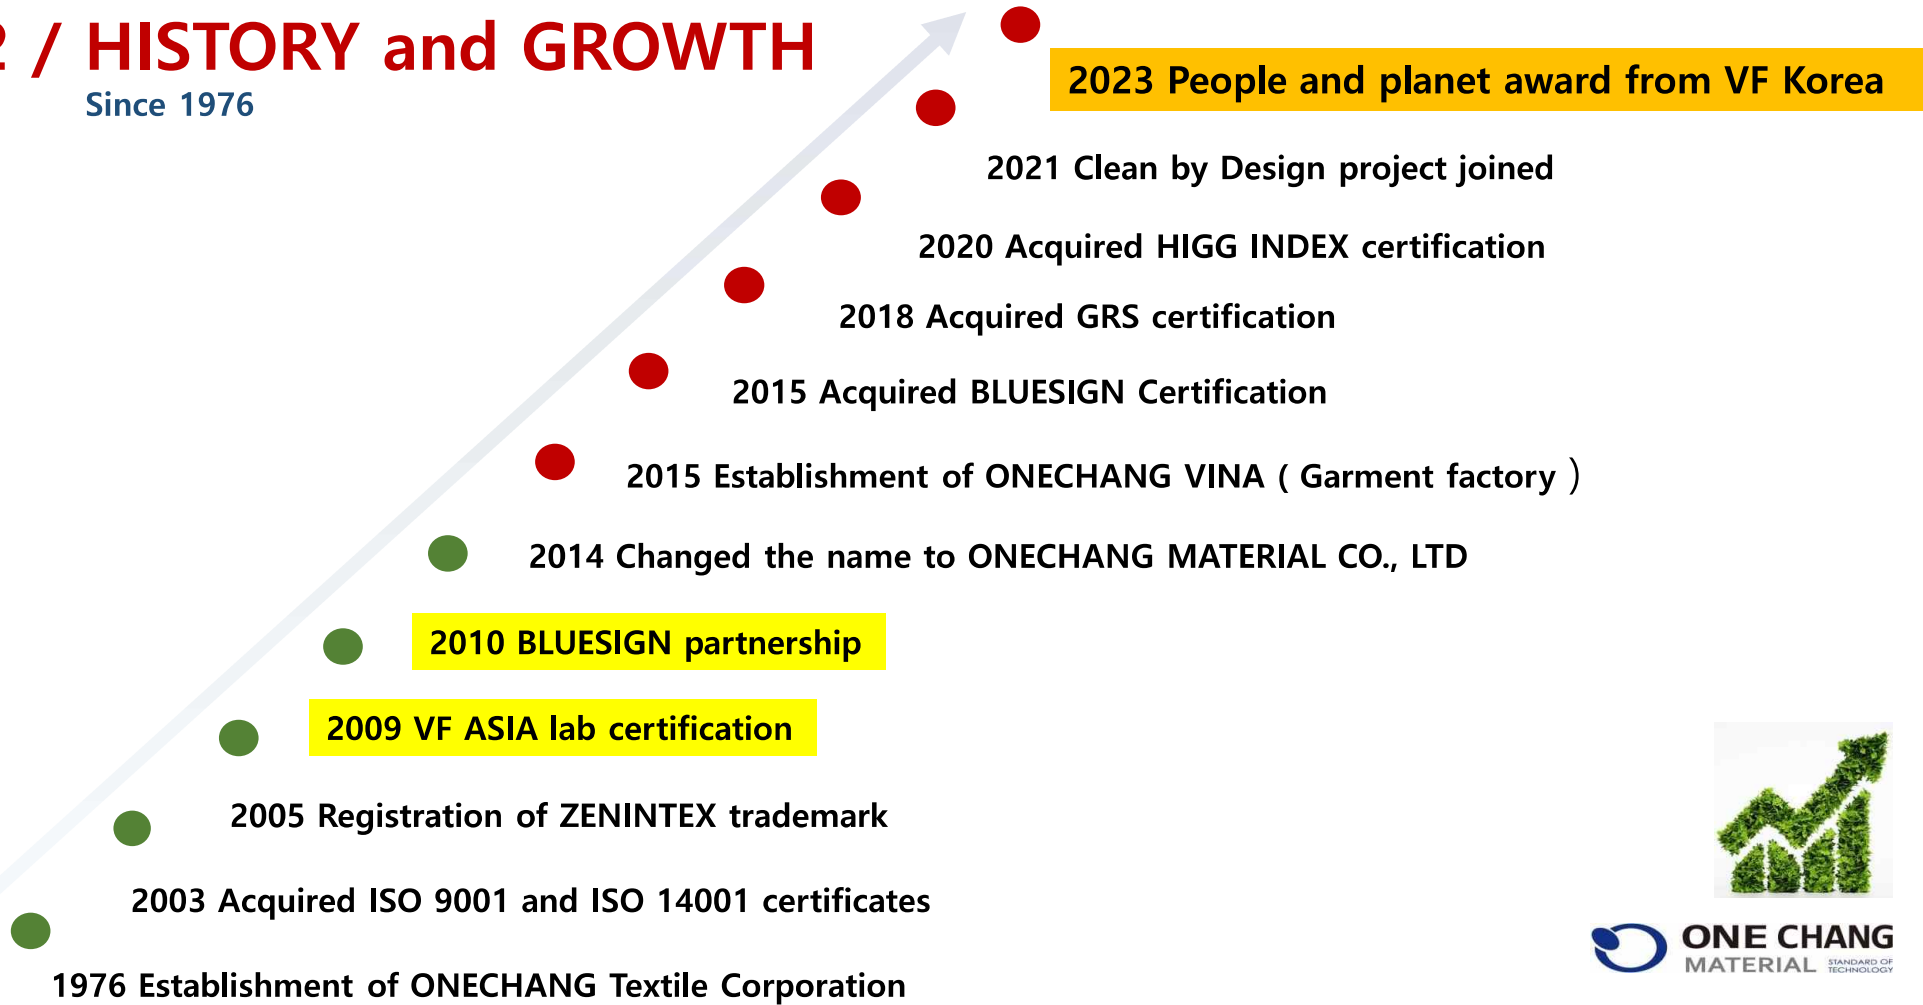 2 / HISTORY and GROWTH
Since 1976
2023 People and planet award from VF Korea
2021 Clean by Design project joined
2020 Acquired HIGG INDEX certification
2018 Acquired GRS certification
2015 Acquired BLUESIGN Certification
2015 Establishment of ONECHANG VINA ( Garment factory )
2014 Changed the name to ONECHANG MATERIAL CO., LTD
2010 BLUESIGN partnership
2009 VF ASIA lab certification
2005 Registration of ZENINTEX trademark
2003 Acquired ISO 9001 and ISO 14001 certificates
1976 Establishment of ONECHANG Textile Corporation
ONE CHANG
MATERIAL STANDARD OF TECHNOLOGY